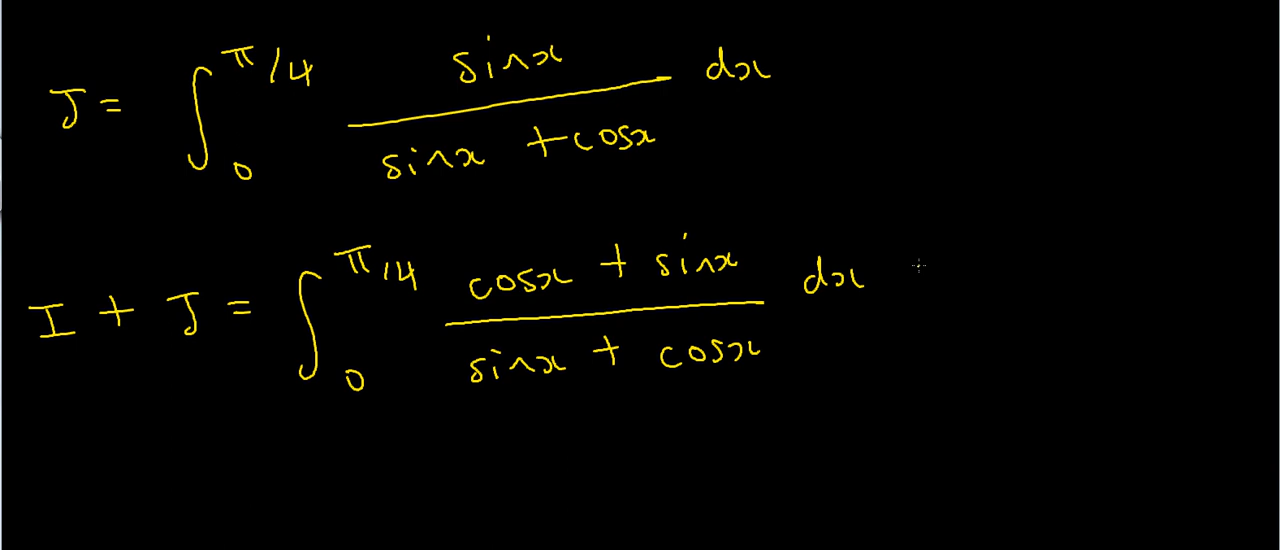 J = ∫₀^π/4 sinx / (sinx + cosx) dx
I + J = ∫₀^π/4 (cosx + sinx) / (sinx + cosx) dx